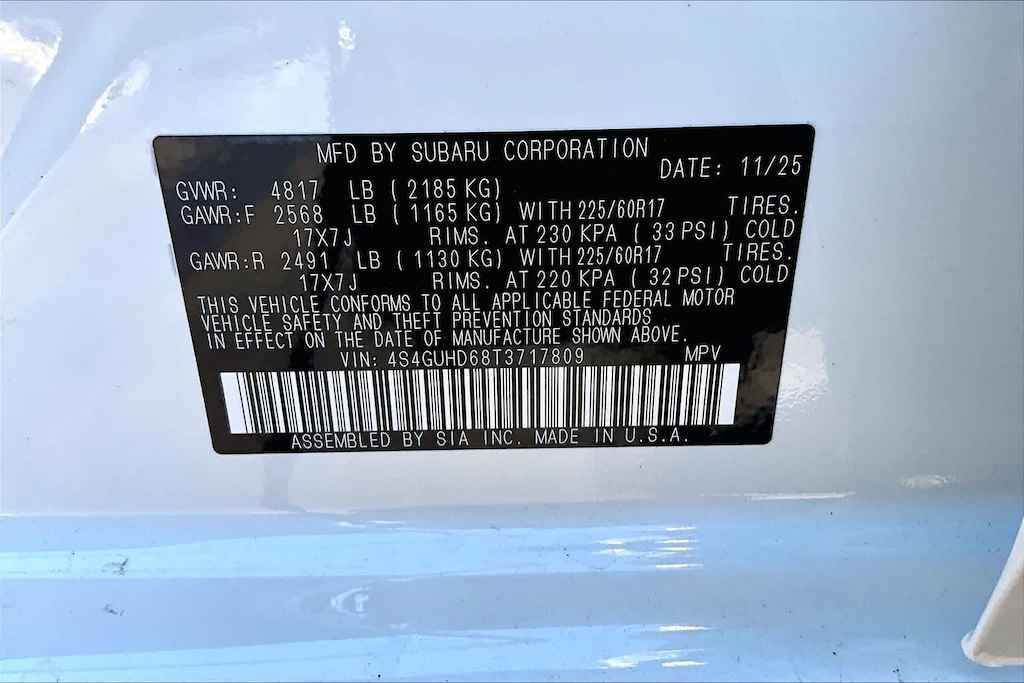 MFD BY SUBARU CORPORATION
DATE: 11/25
GVWR: 4817 LB ( 2185 KG)
GAWR:F 2568 LB ( 1165 KG) WITH 225/60R17 TIRES.
17X7J RIMS. AT 230 KPA ( 33 PSI) COLD
GAWR:R 2491 LB ( 1130 KG) WITH 225/60R17 TIRES.
17X7J RIMS. AT 220 KPA ( 32 PSI) COLD
THIS VEHICLE CONFORMS TO ALL APPLICABLE FEDERAL MOTOR
VEHICLE SAFETY AND THEFT PREVENTION STANDARDS
IN EFFECT ON THE DATE OF MANUFACTURE SHOWN ABOVE.
VIN: 4S4GUHD68T3717809 MPV
ASSEMBLED BY SIA INC. MADE IN U.S.A.